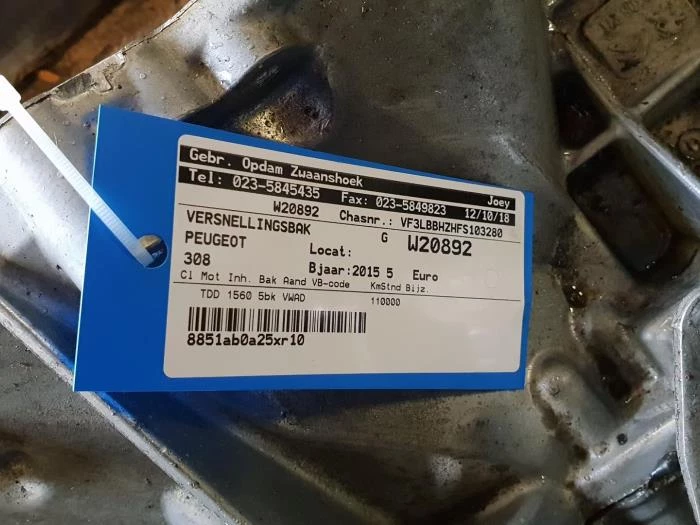 Gebr. Opdam Zwaanshoek Joey
Tel: 023-5845435 Fax: 023-5849823 12/10/18
W20892 Chasnr.: VF3LBBHZHFS103280
VERSNELLINGSBAK G W20892
PEUGEOT Locat:
308 Bjaar:2015 5 Euro
Cl Mot Inh. Bak Aand VB-code KmStnd Bijz.
TDD 1560 5bk VWAD 110000
8851ab0a25xr10